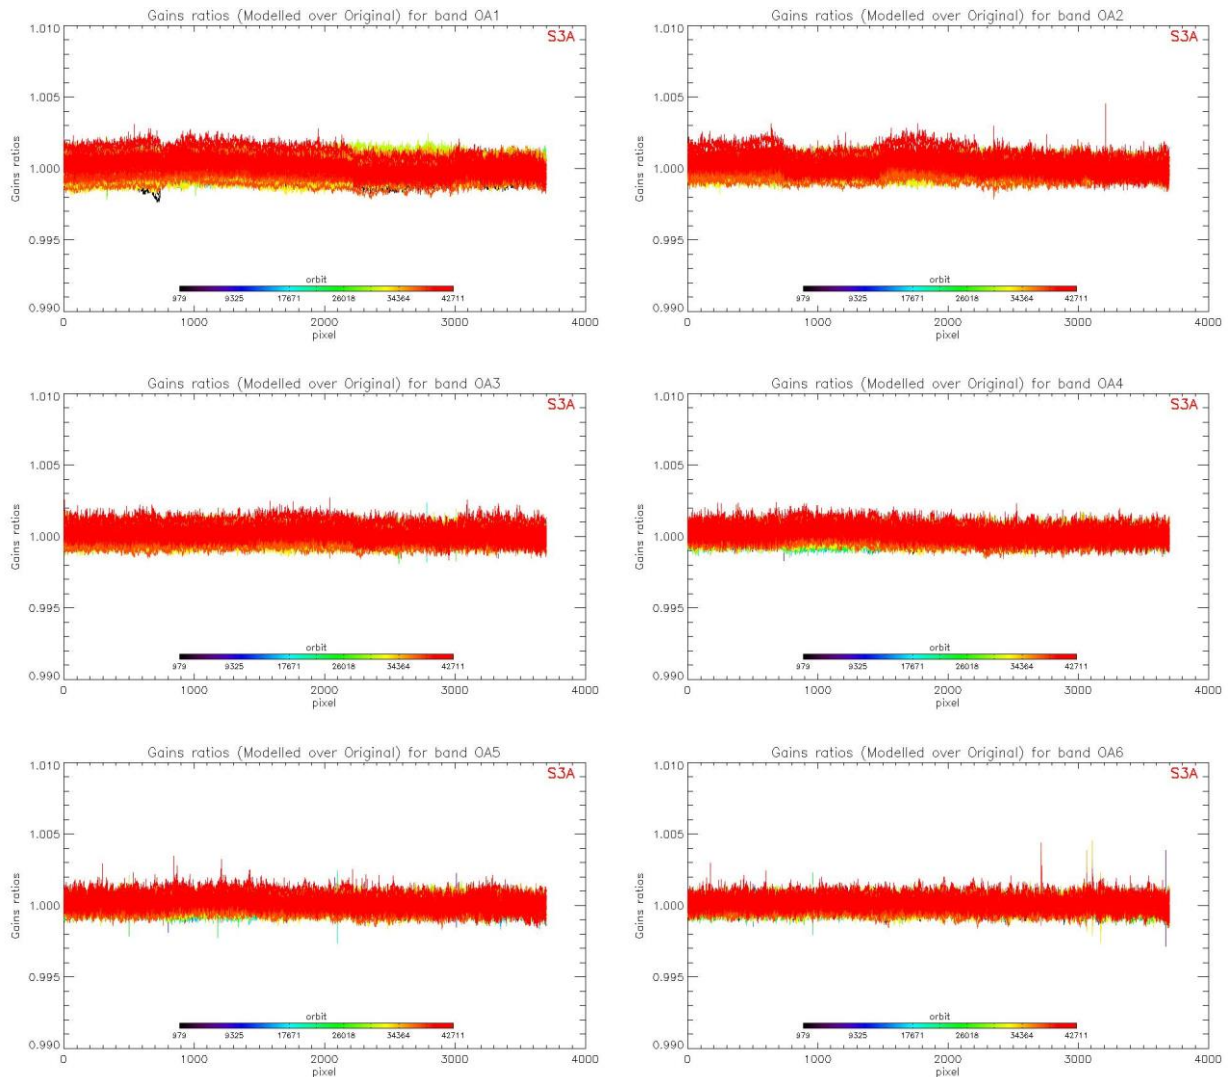 Gains ratios (Modelled over Original) for band OA1
S3A
1.010
1.005
1.000
0.995
0.990
Gains ratios
orbit
979 9325 17671 26018 34364 42711
0 1000 2000 3000 4000
pixel
Gains ratios (Modelled over Original) for band OA2
S3A
1.010
1.005
1.000
0.995
0.990
Gains ratios
orbit
979 9325 17671 26018 34364 42711
0 1000 2000 3000 4000
pixel
Gains ratios (Modelled over Original) for band OA3
S3A
1.010
1.005
1.000
0.995
0.990
Gains ratios
orbit
979 9325 17671 26018 34364 42711
0 1000 2000 3000 4000
pixel
Gains ratios (Modelled over Original) for band OA4
S3A
1.010
1.005
1.000
0.995
0.990
Gains ratios
orbit
979 9325 17671 26018 34364 42711
0 1000 2000 3000 4000
pixel
Gains ratios (Modelled over Original) for band OA5
S3A
1.010
1.005
1.000
0.995
0.990
Gains ratios
orbit
979 9325 17671 26018 34364 42711
0 1000 2000 3000 4000
pixel
Gains ratios (Modelled over Original) for band OA6
S3A
1.010
1.005
1.000
0.995
0.990
Gains ratios
orbit
979 9325 17671 26018 34364 42711
0 1000 2000 3000 4000
pixel